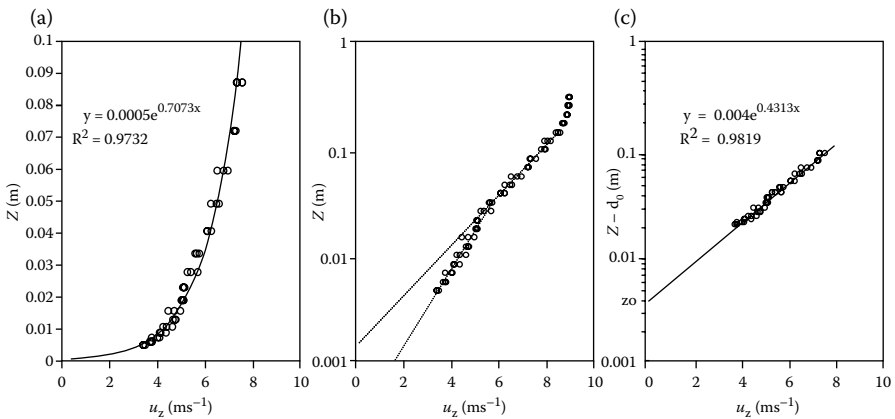 (a)
0.1
0.09
0.08
0.07
0.06
0.05
0.04
0.03
0.02
0.01
0
Z (m)
y = 0.0005e^0.7073x
R² = 0.9732
0 2 4 6 8 10
u_z (ms⁻¹)
(b)
1
0.1
0.01
0.001
Z (m)
0 2 4 6 8 10
u_z (ms⁻¹)
(c)
1
0.1
0.01
zo
0.001
Z – d₀ (m)
y = 0.004e^0.4313x
R² = 0.9819
0 2 4 6 8 10
u_z (ms⁻¹)